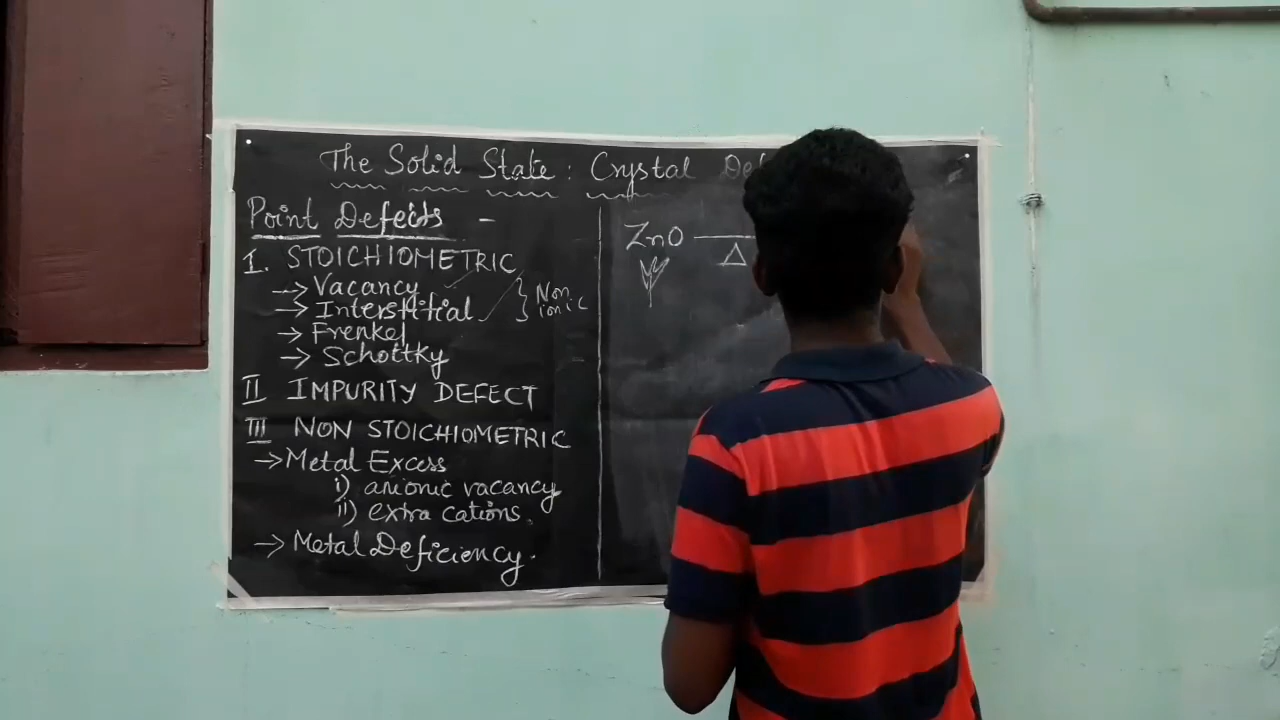 The Solid State : Crystal
Point Defects -
I. STOICHIOMETRIC
→ Vacancy
→ Interstitial
} Non
ionic
→ Frenkel
→ Schottky
II IMPURITY DEFECT
III NON STOICHIOMETRIC
→ Metal Excess
i) anionic vacancy
ii) extra cations.
→ Metal Deficiency.
ZnO
Δ